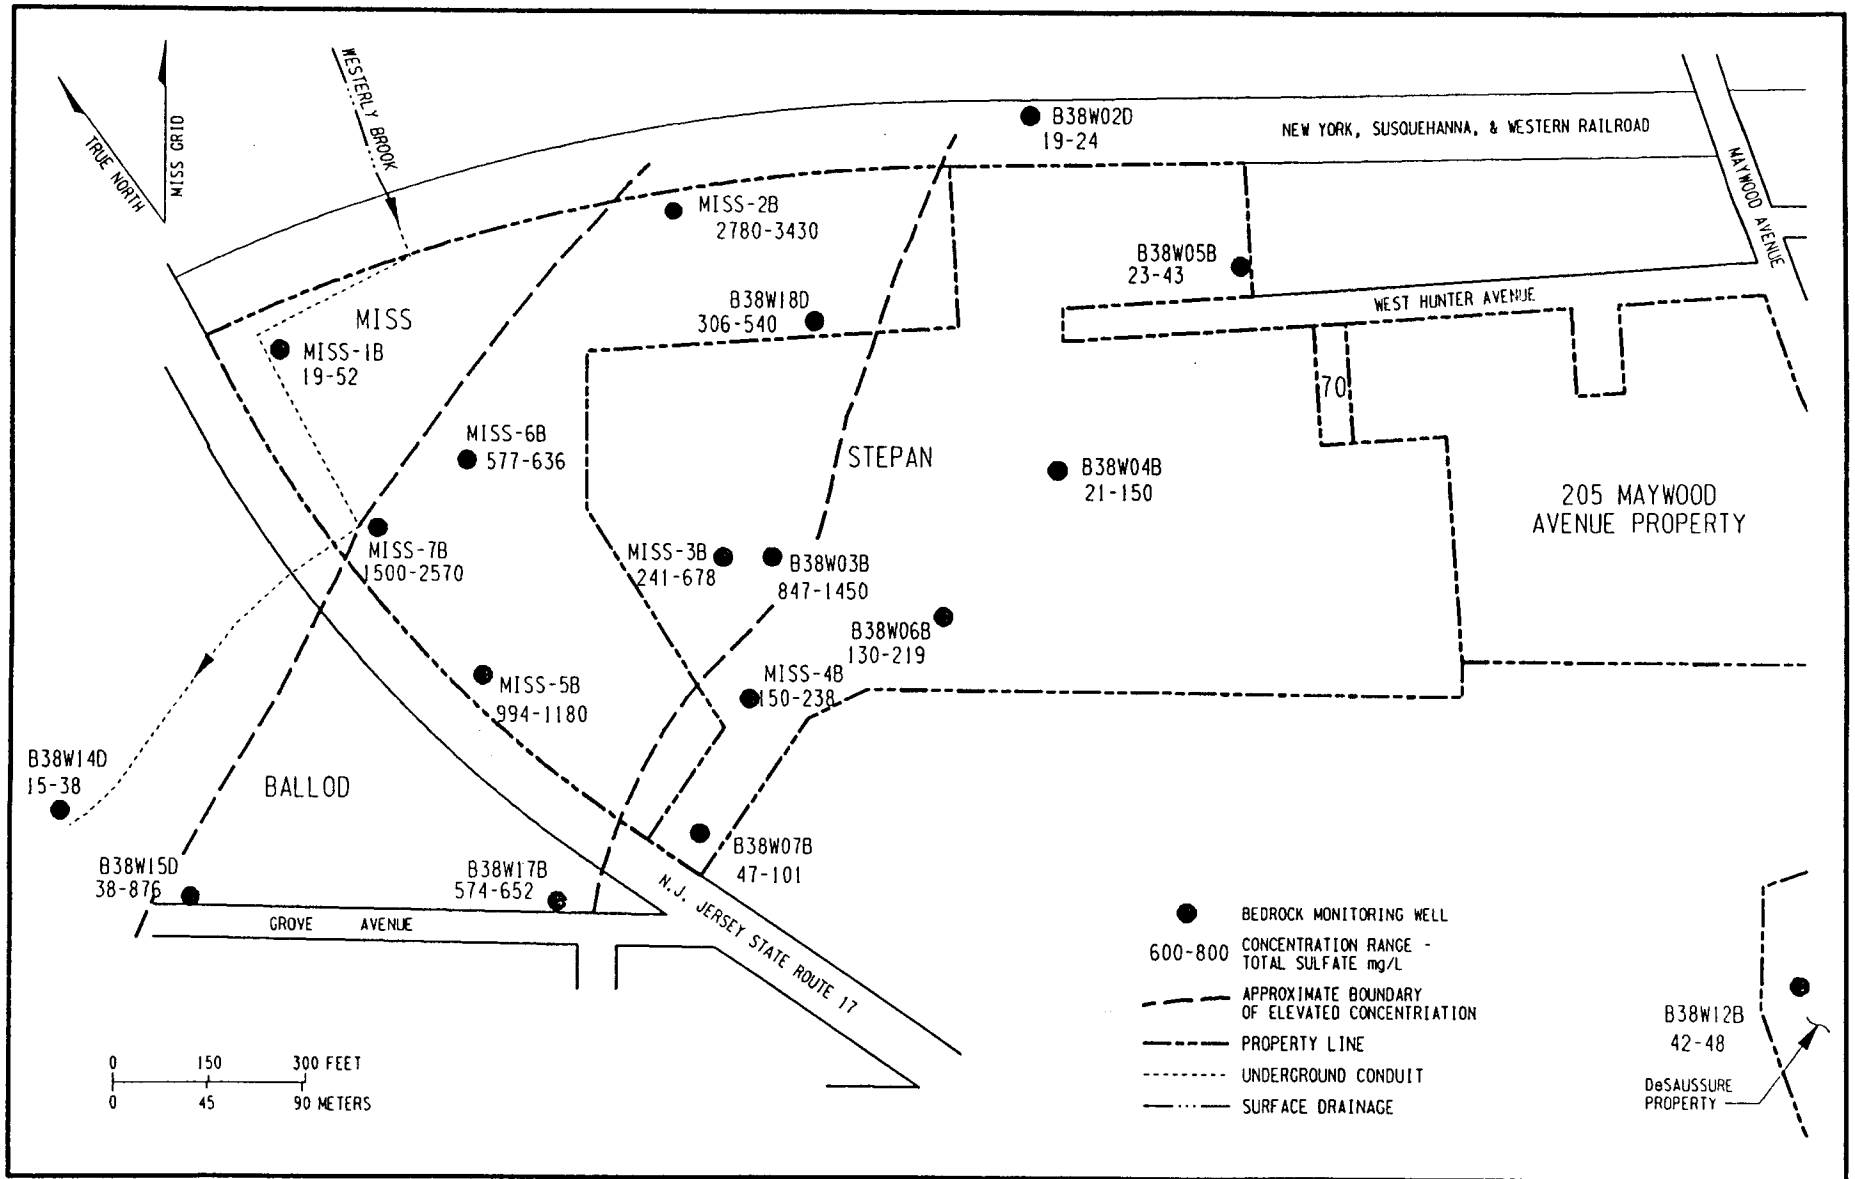 TRUE NORTH
MISS GRID
WESTERLY BROOK
B38W02D
19-24
NEW YORK, SUSQUEHANNA, & WESTERN RAILROAD
MAYWOOD AVENUE
MISS-2B
2780-3430
B38W05B
23-43
WEST HUNTER AVENUE
B38W18D
306-540
MISS
MISS-1B
19-52
70
MISS-6B
577-636
STEPAN
B38W04B
21-150
205 MAYWOOD
AVENUE PROPERTY
MISS-7B
1500-2570
MISS-3B
241-678
B38W03B
847-1450
B38W06B
130-219
MISS-5B
994-1180
MISS-4B
150-238
B38W14D
15-38
BALLOD
B38W15D
38-876
B38W17B
574-652
B38W07B
47-101
GROVE AVENUE
N.J. JERSEY STATE ROUTE 17
BEDROCK MONITORING WELL
600-800 CONCENTRATION RANGE -
TOTAL SULFATE mg/L
APPROXIMATE BOUNDARY
OF ELEVATED CONCENTRIATION
PROPERTY LINE
UNDERGROUND CONDUIT
SURFACE DRAINAGE
B38W12B
42-48
DeSAUSSURE
PROPERTY
0 150 300 FEET
0 45 90 METERS